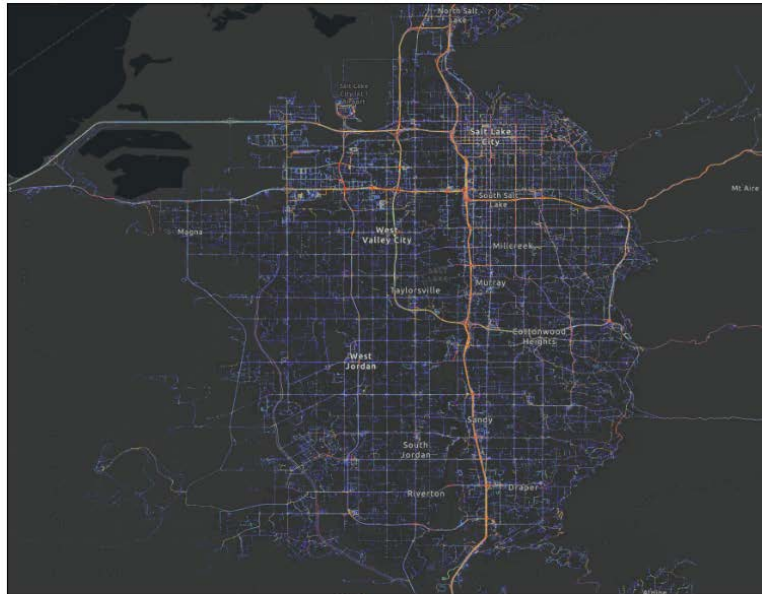 North Salt
Lake
Salt Lake
City
South Salt
Lake
Mt Aire
Magna
West
Valley City
Millcreek
Taylorsville
Murray
Cottonwood
Heights
West
Jordan
Sandy
South
Jordan
Riverton
Draper
Alpine